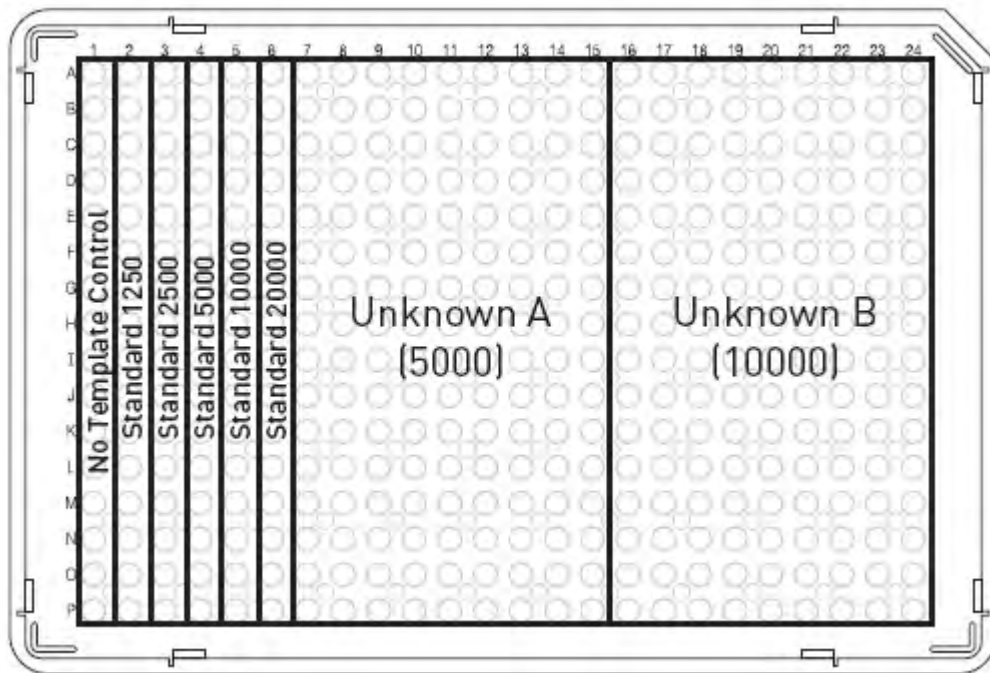 1 2 3 4 5 6 7 8 9 10 11 12 13 14 15 16 17 18 19 20 21 22 23 24
A
B
C
D
E
F
G
H
I
J
K
L
M
N
O
P
No Template Control
Standard 1250
Standard 2500
Standard 5000
Standard 10000
Standard 20000
Unknown A
(5000)
Unknown B
(10000)